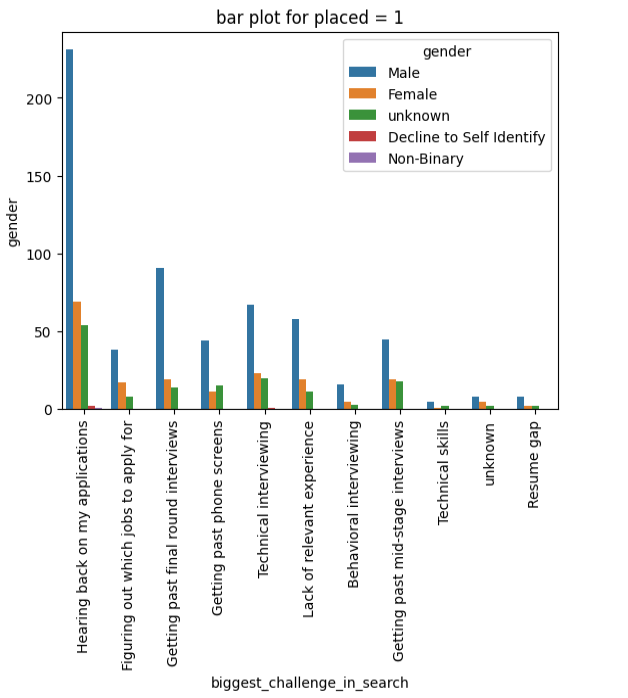 bar plot for placed = 1
gender
Male
Female
unknown
Decline to Self Identify
Non-Binary
200
150
100
50
0
gender
Hearing back on my applications
Figuring out which jobs to apply for
Getting past final round interviews
Getting past phone screens
Technical interviewing
Lack of relevant experience
Behavioral interviewing
Getting past mid-stage interviews
Technical skills
unknown
Resume gap
biggest_challenge_in_search